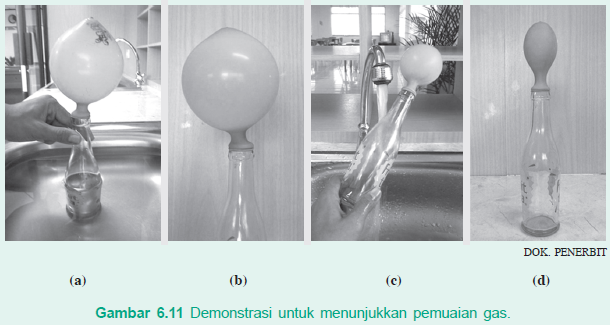 DOK. PENERBIT
(a) (b) (c) (d)
Gambar 6.11 Demonstrasi untuk menunjukkan pemuaian gas.